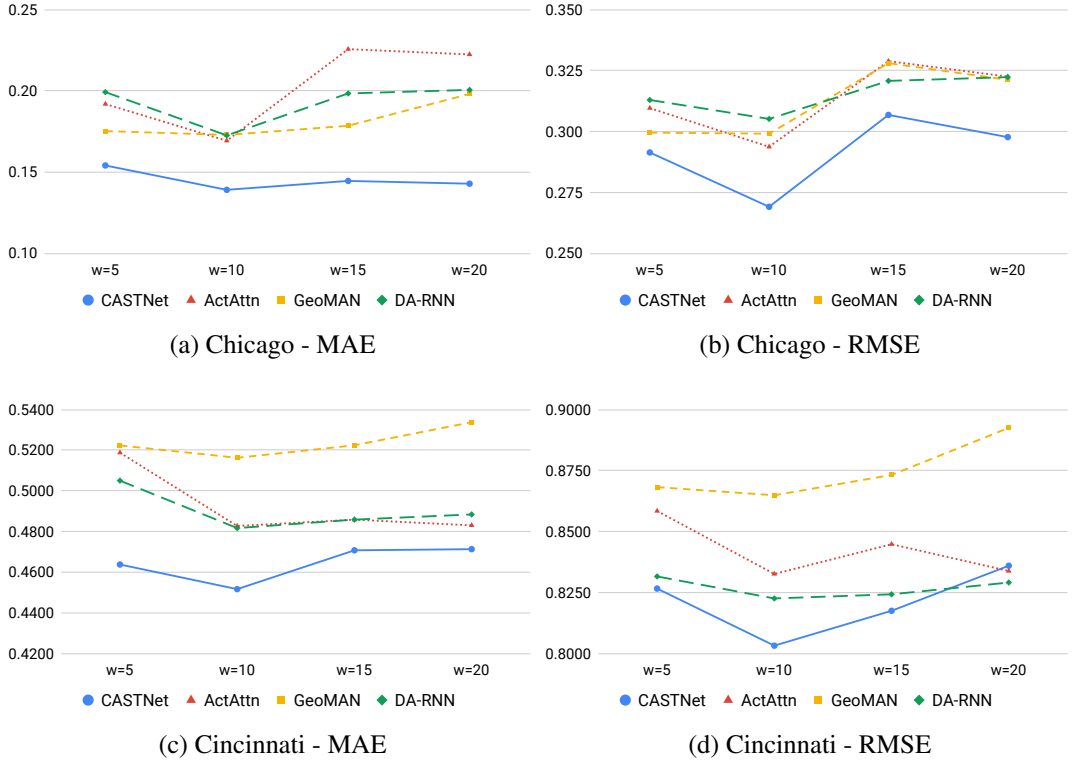 0.25
0.20
0.15
0.10
w=5 w=10 w=15 w=20
CASTNet ActAttn GeoMAN DA-RNN
(a) Chicago - MAE
0.350
0.325
0.300
0.275
0.250
w=5 w=10 w=15 w=20
CASTNet ActAttn GeoMAN DA-RNN
(b) Chicago - RMSE
0.5400
0.5200
0.5000
0.4800
0.4600
0.4400
0.4200
w=5 w=10 w=15 w=20
CASTNet ActAttn GeoMAN DA-RNN
(c) Cincinnati - MAE
0.9000
0.8750
0.8500
0.8250
0.8000
w=5 w=10 w=15 w=20
CASTNet ActAttn GeoMAN DA-RNN
(d) Cincinnati - RMSE